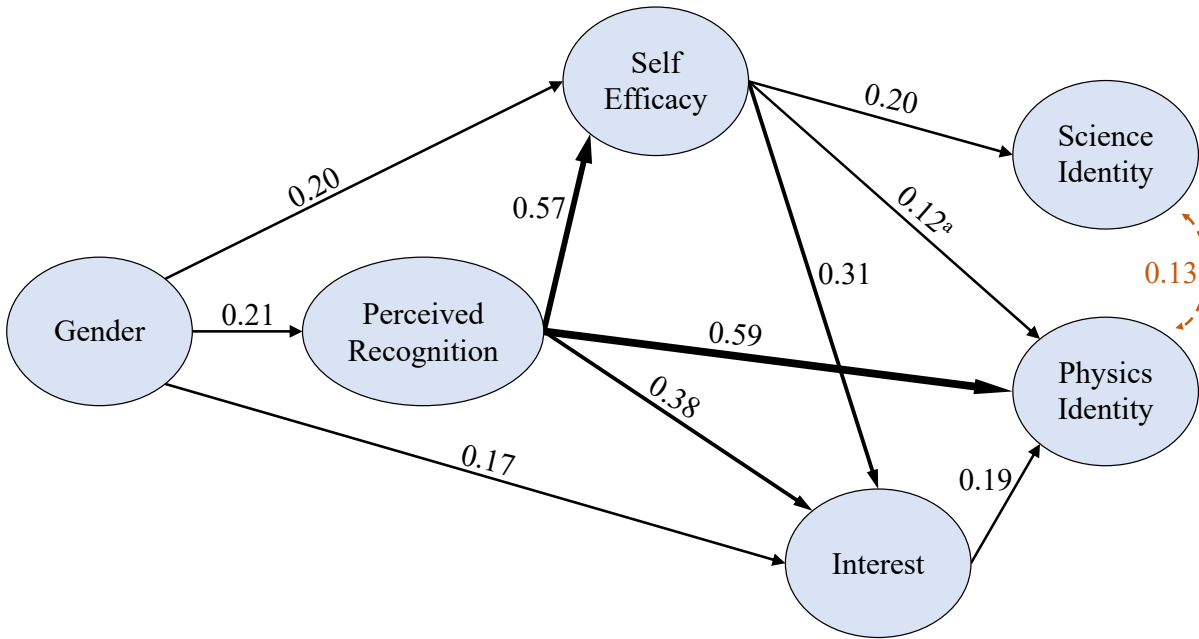 Self
Efficacy
0.20
Science
Identity
0.20
0.57
0.12ᵃ
0.31
0.13
Gender
0.21
Perceived
Recognition
0.59
Physics
Identity
0.38
0.17
0.19
Interest